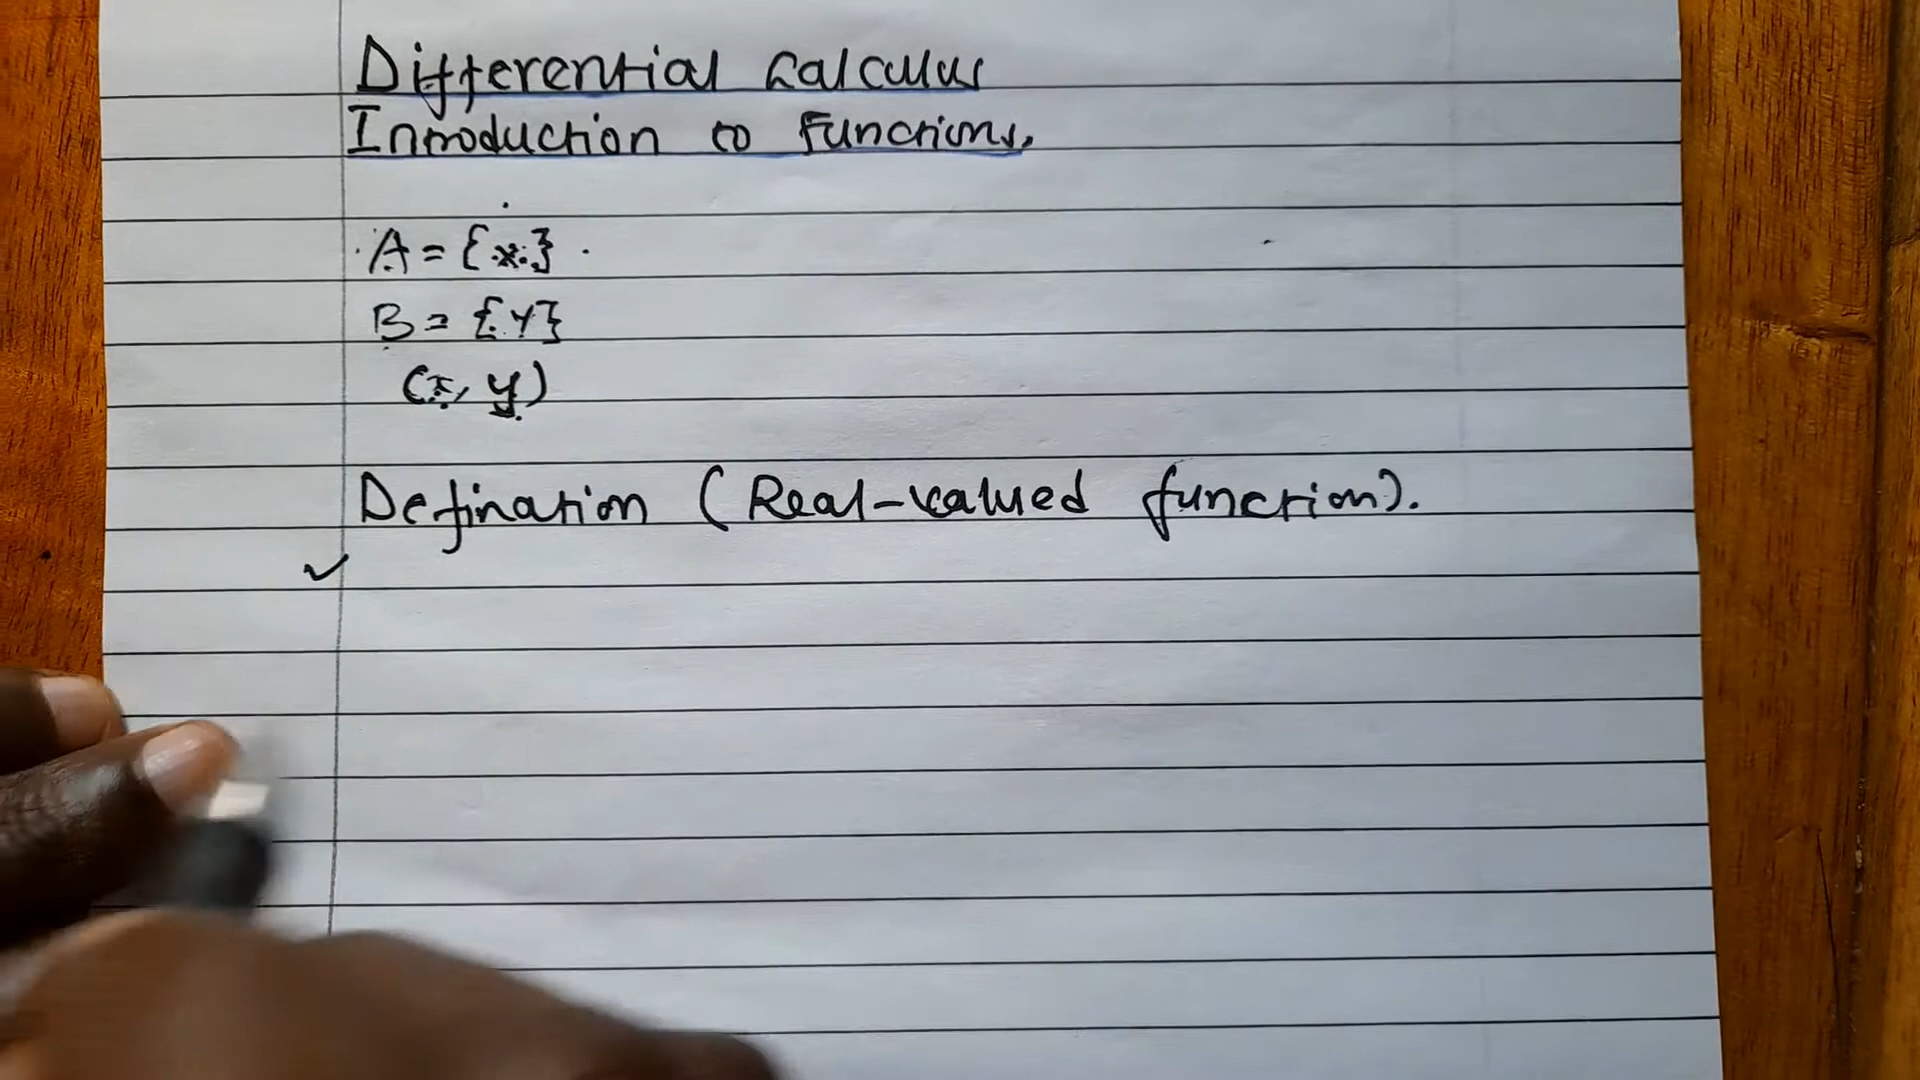 Differential Calculus
Introduction to Functions.
A = {x}
B = {Y}
(x, y)
Defination (Real-valued function).